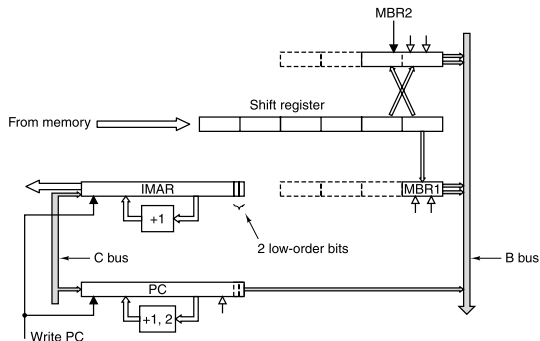 MBR2
Shift register
From memory
IMAR
MBR1
+1
2 low-order bits
C bus
B bus
PC
+1, 2
Write PC